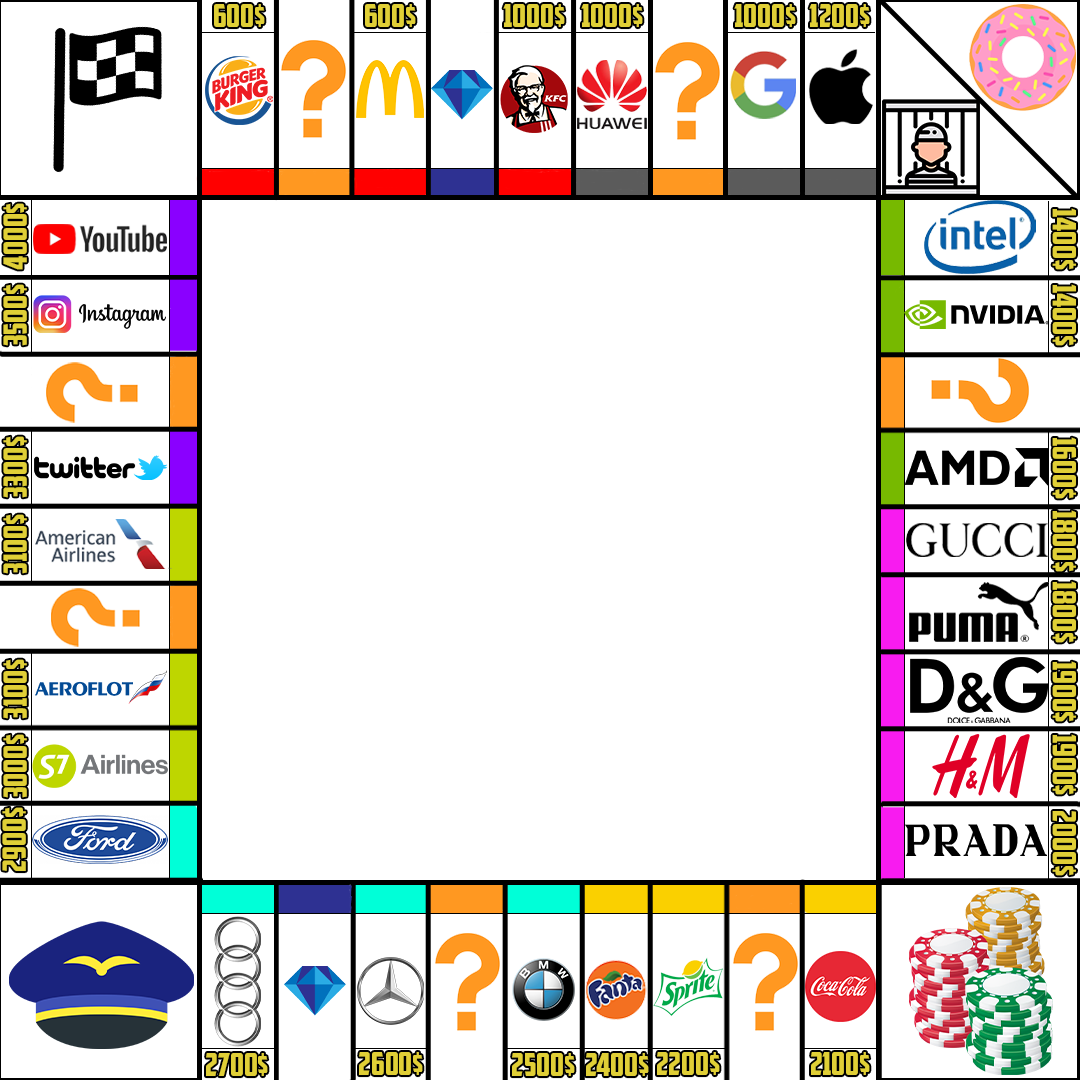 600$
BURGER
KING
?
600$
1000$
KFC
1000$
HUAWEI
?
1000$
G
1200$
intel
1400$
NVIDIA
1400$
?
AMD
1600$
GUCCI
1800$
PUMA
1800$
D&G
DOLCE & GABBANA
1900$
H&M
1900$
PRADA
2000$
Coca-Cola
2100$
?
Sprite
2200$
Fanta
2400$
BMW
2500$
?
2600$
2700$
Ford
2900$
S7 Airlines
3000$
AEROFLOT
?
American
Airlines
3100$
twitter
3300$
?
Instagram
3500$
YouTube
4000$